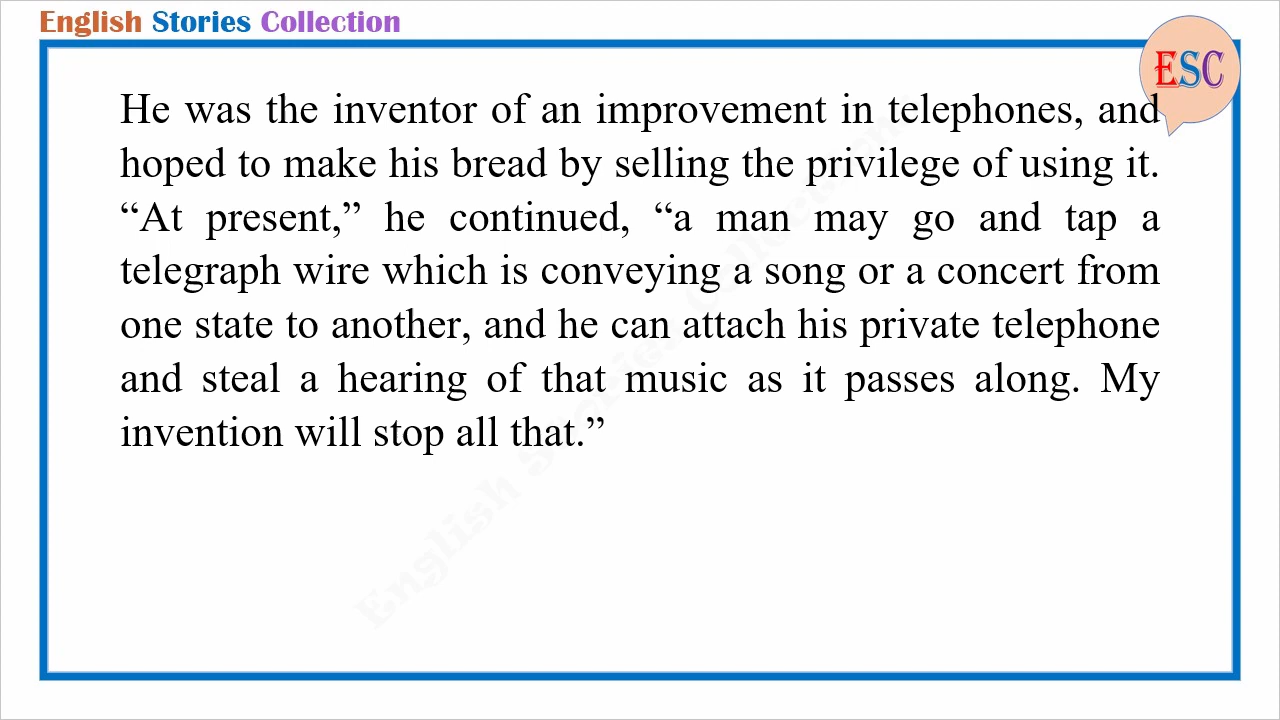 English Stories Collection
ESC
He was the inventor of an improvement in telephones, and
hoped to make his bread by selling the privilege of using it.
“At present,” he continued, “a man may go and tap a
telegraph wire which is conveying a song or a concert from
one state to another, and he can attach his private telephone
and steal a hearing of that music as it passes along. My
invention will stop all that.”
English Stories Collection